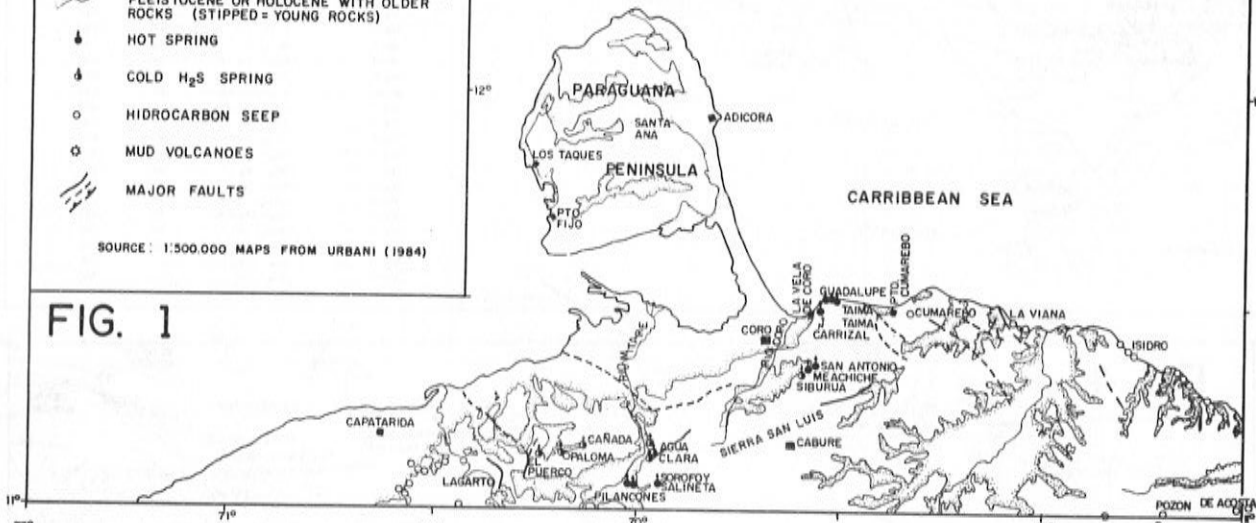 PLEISTOCENE OR HOLOCENE WITH OLDER
ROCKS (STIPPED = YOUNG ROCKS)
HOT SPRING
COLD H₂S SPRING
HIDROCARBON SEEP
MUD VOLCANOES
MAJOR FAULTS
SOURCE: 1:500.000 MAPS FROM URBANI (1984)
FIG. 1
12°
PARAGUANA
SANTA
ANA
ADICORA
LOS TAQUES
PENINSULA
PTO
FIJO
CARRIBBEAN SEA
LA VELA
DE CORO
GUADALUPE
PTO.
CUMAREBO
TAIMA
TAIMA
CUMAREBO
LA VIANA
CARRIZAL
CORO
RIO CORO
RIO MITARE
ISIDRO
SAN ANTONIO
MEACHICHE
SIBURUA
SIERRA SAN LUIS
CAPATARIDA
CABURE
CAÑADA
PALOMA
AGUA
CLARA
PUERCO
LAGARTO
SOROFOY
SALINETA
PILANCONES
POZON DE ACOSTA
11°
71°
70°